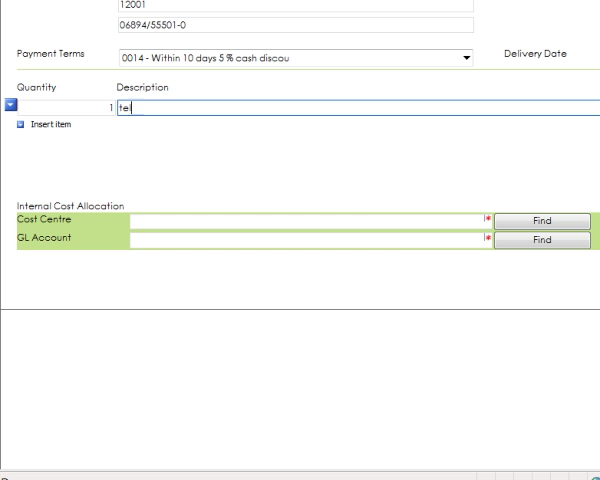 12001
06894/55501-0
Payment Terms 0014 - Within 10 days 5 % cash discou Delivery Date
Quantity Description
1 tel
Insert item
Internal Cost Allocation
Cost Centre * Find
GL Account * Find